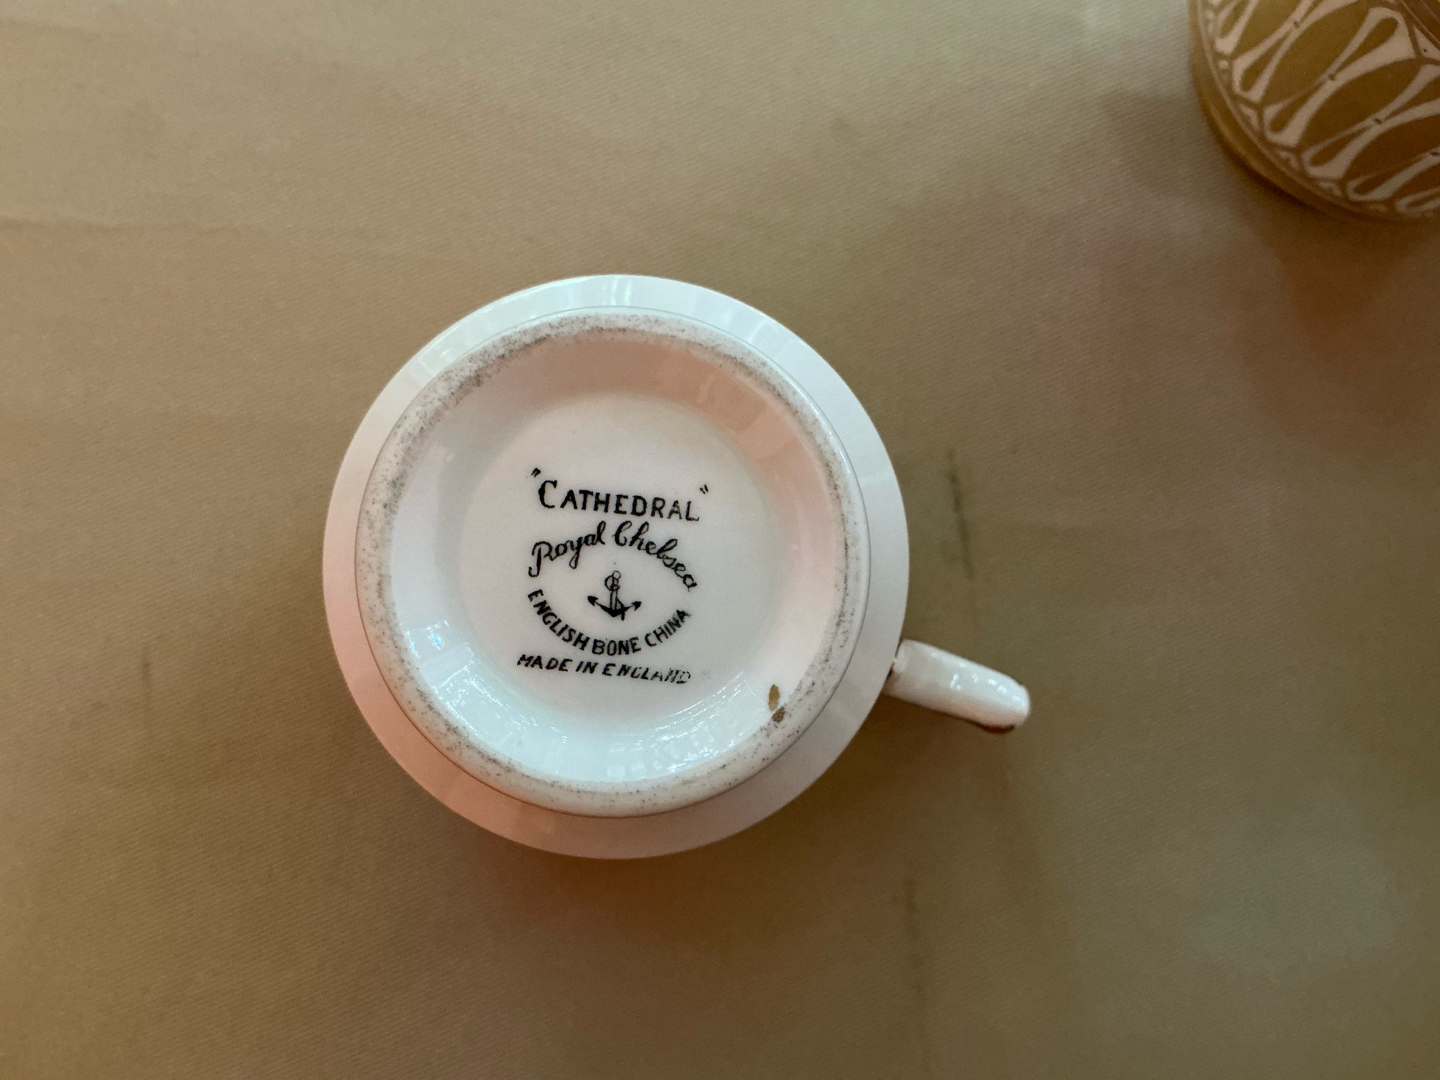 "CATHEDRAL"
Royal Chelsea
ENGLISH BONE CHINA
MADE IN ENGLAND